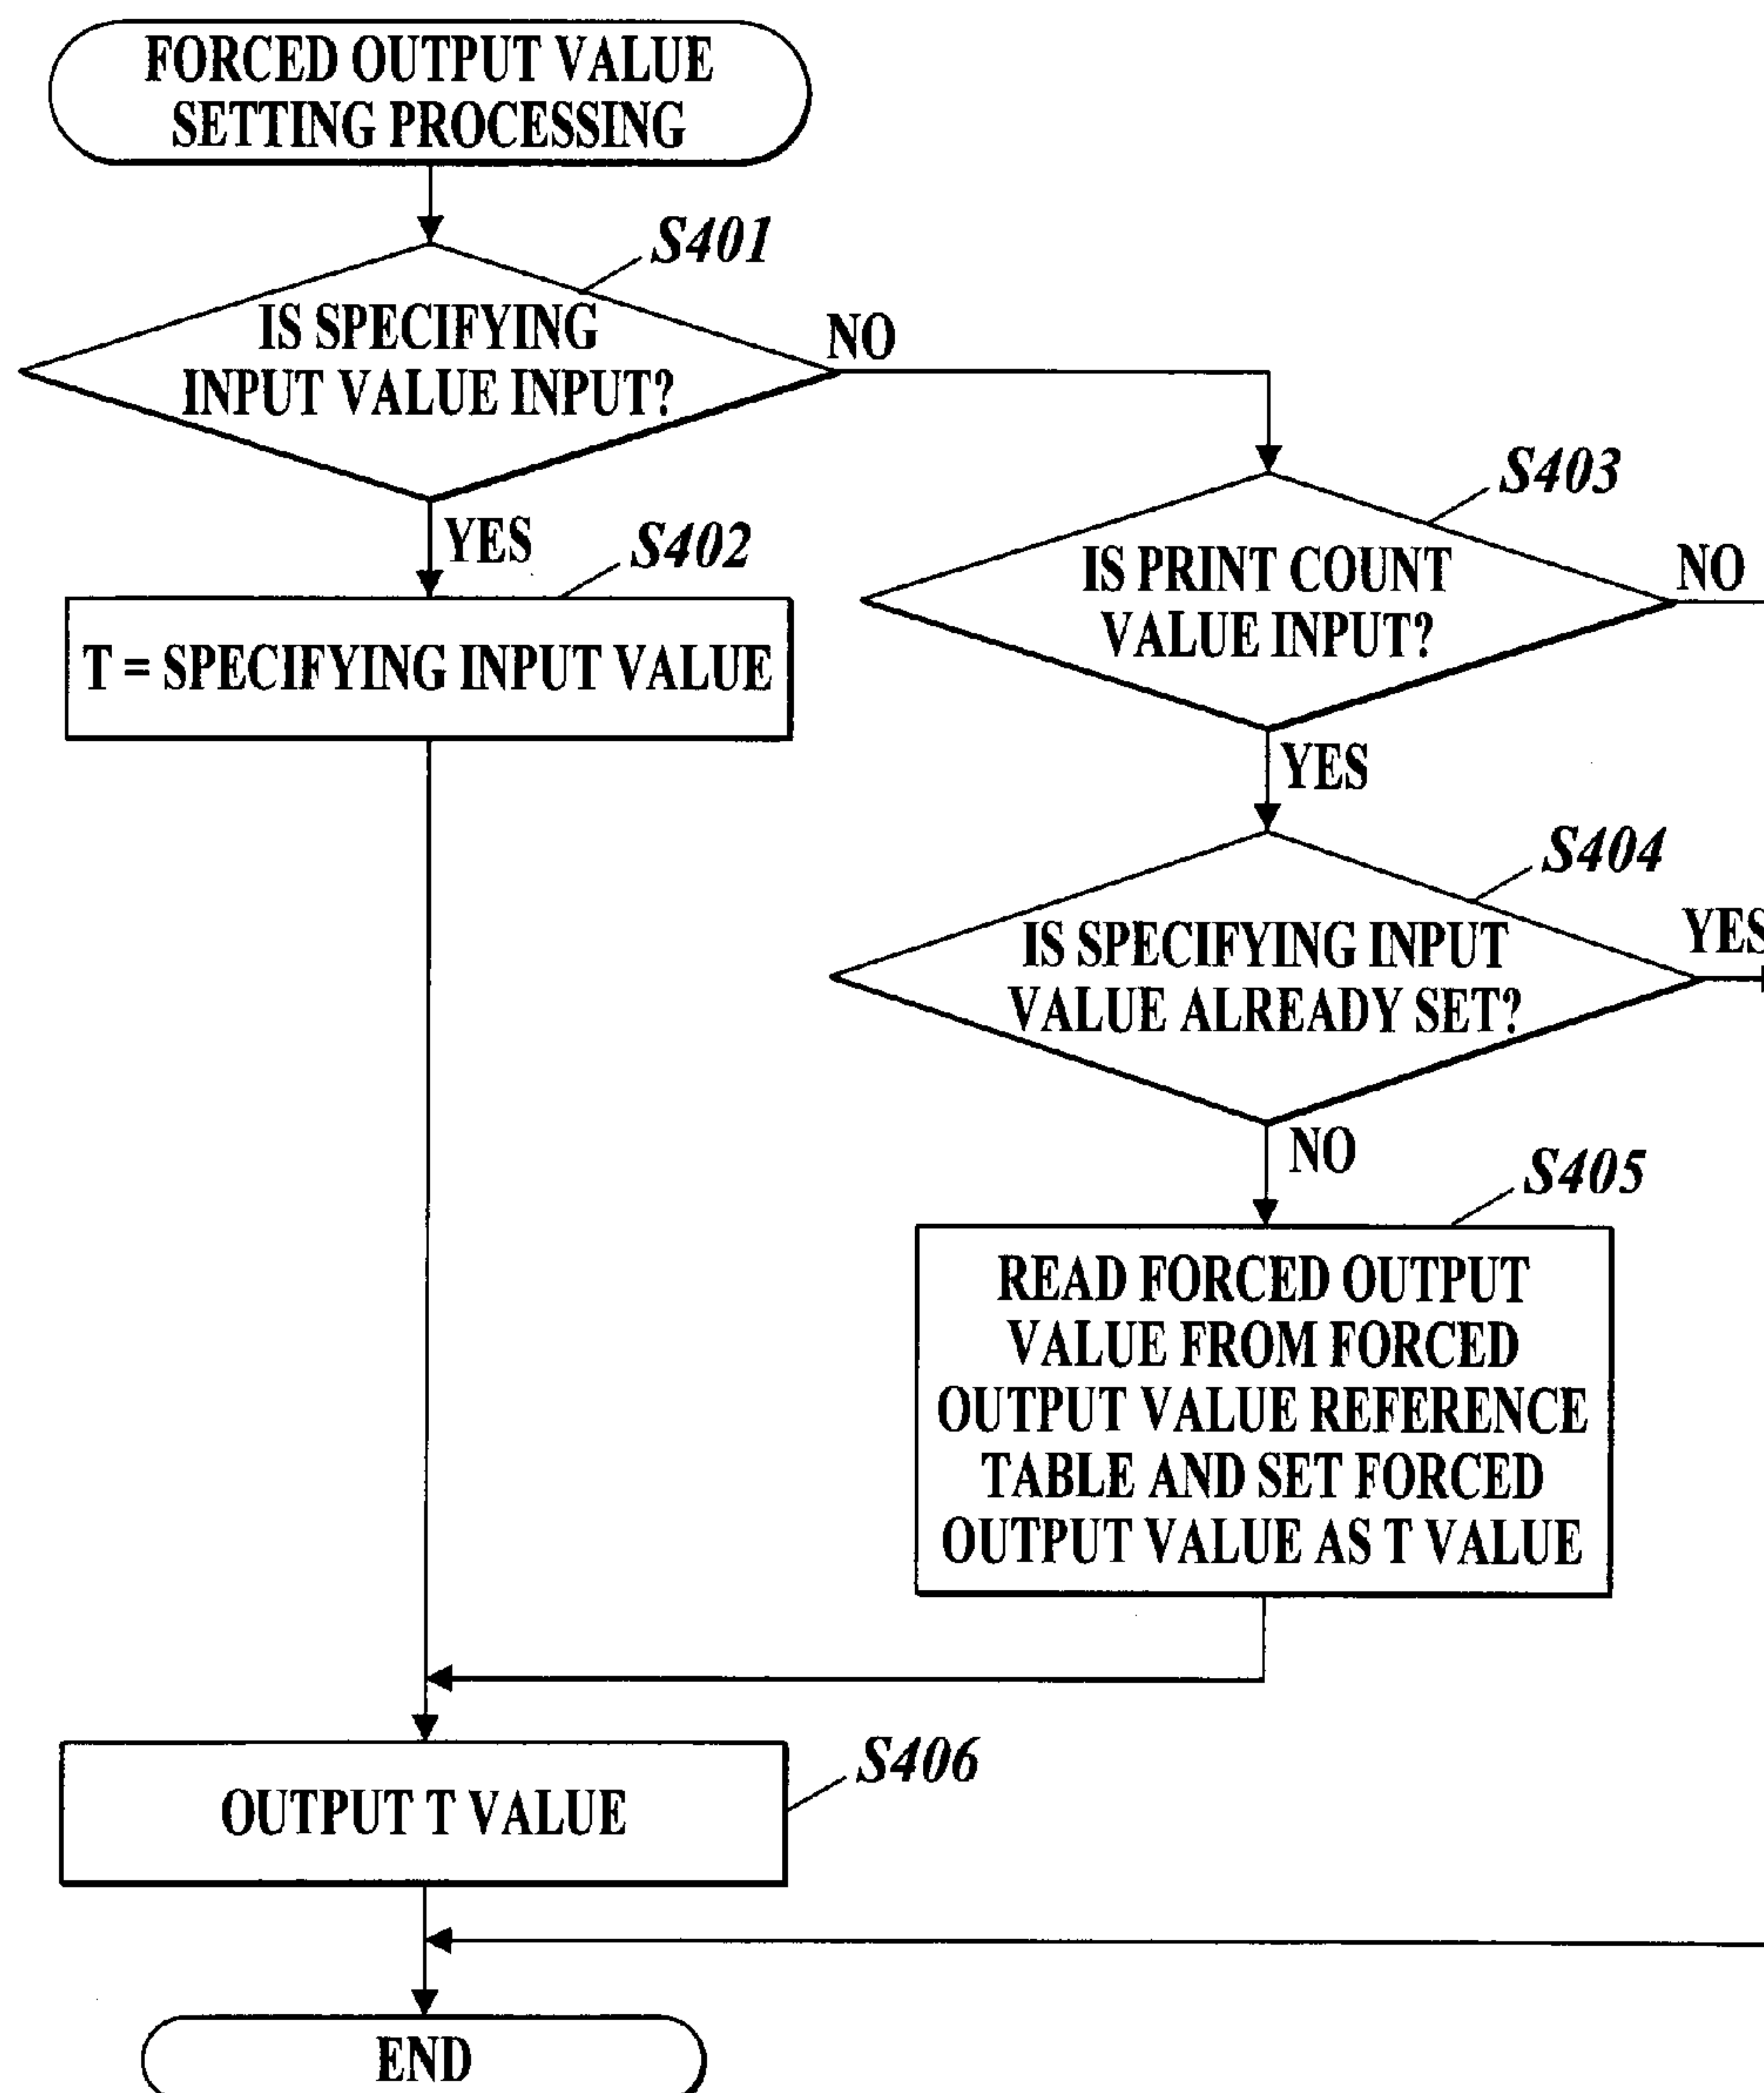 FORCED OUTPUT VALUE
SETTING PROCESSING
S401
IS SPECIFYING
INPUT VALUE INPUT?
NO
YES
S402
T = SPECIFYING INPUT VALUE
S403
IS PRINT COUNT
VALUE INPUT?
NO
YES
S404
IS SPECIFYING INPUT
VALUE ALREADY SET?
YES
NO
S405
READ FORCED OUTPUT
VALUE FROM FORCED
OUTPUT VALUE REFERENCE
TABLE AND SET FORCED
OUTPUT VALUE AS T VALUE
S406
OUTPUT T VALUE
END